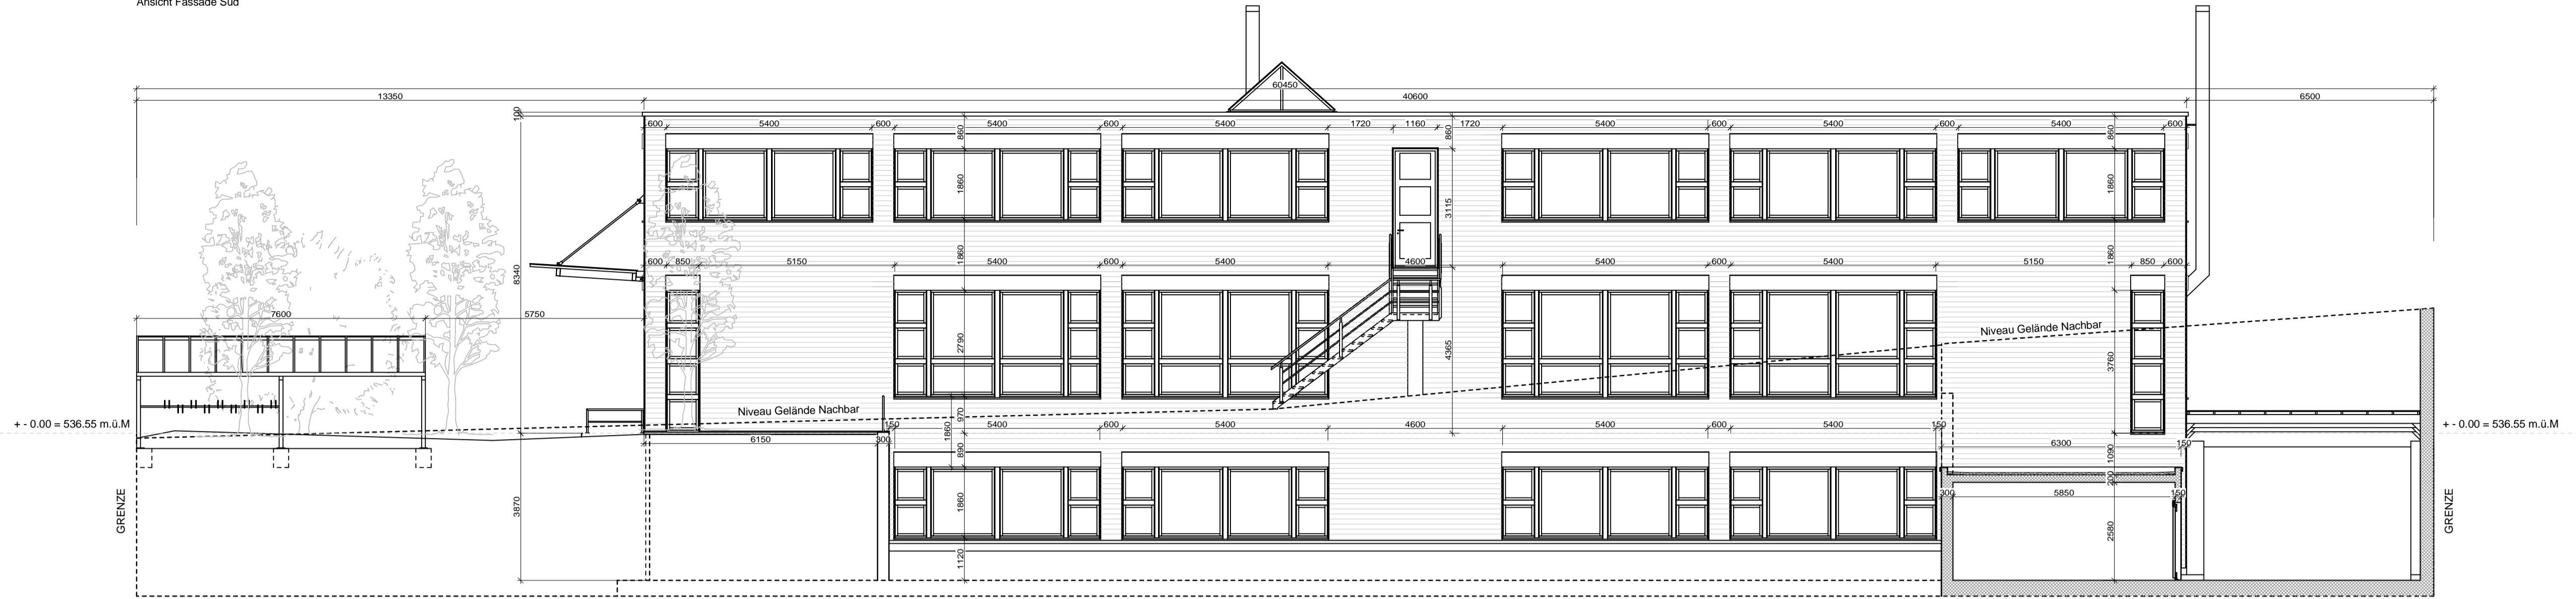 Ansicht Fassade Süd
60450
13350 40600 6500
100
600 5400 600 5400 600 5400 1720 1160 1720 5400 600 5400 600 5400 600
860 860 860
1860 3115 1860
8340 1860 1860
600 850 5150 5400 600 5400 4600 5400 600 5400 5150 850 600
7600 5750
Niveau Gelände Nachbar
2790 4365 3760
Niveau Gelände Nachbar
970
+ - 0.00 = 536.55 m.ü.M + - 0.00 = 536.55 m.ü.M
150 5400 600 5400 4600 5400 600 5400 150
1860
6150 300 6300 150
890 1090
200
300 5850 150
GRENZE 3870 1860 2580 GRENZE
1120